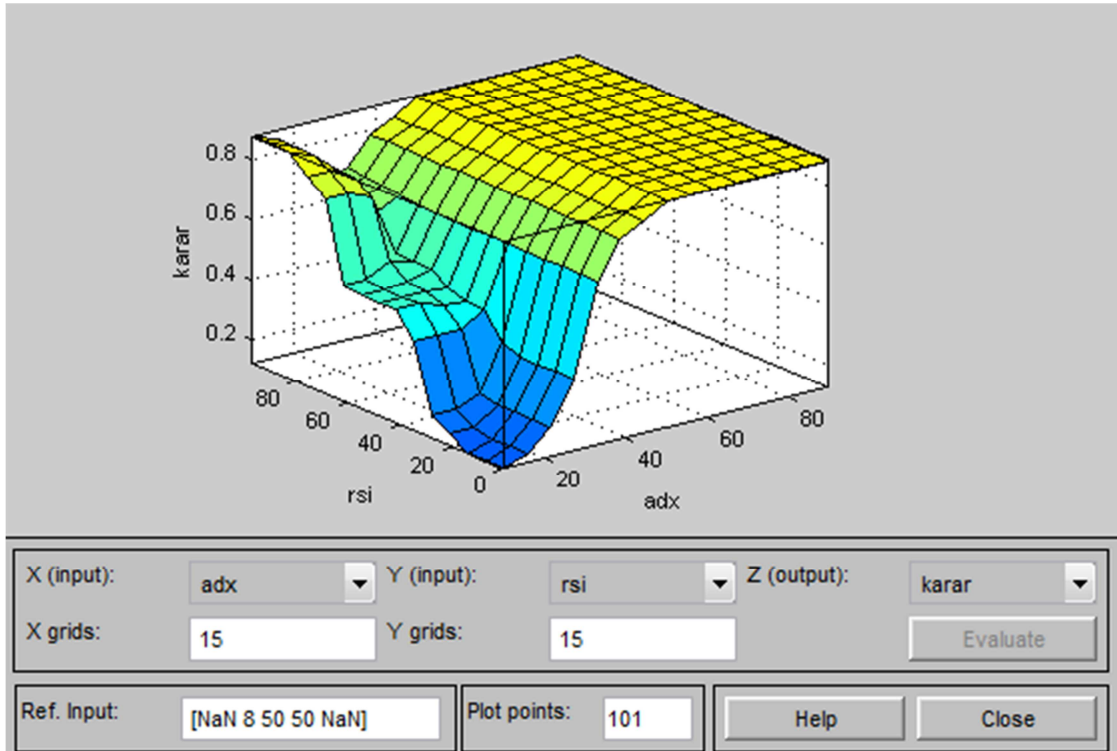 0.8
0.6
0.4
0.2
karar
80
60
40
20
0
rsi
20
40
60
80
adx
X (input): adx Y (input): rsi Z (output): karar
X grids: 15 Y grids: 15 Evaluate
Ref. Input: [NaN 8 50 50 NaN] Plot points: 101 Help Close